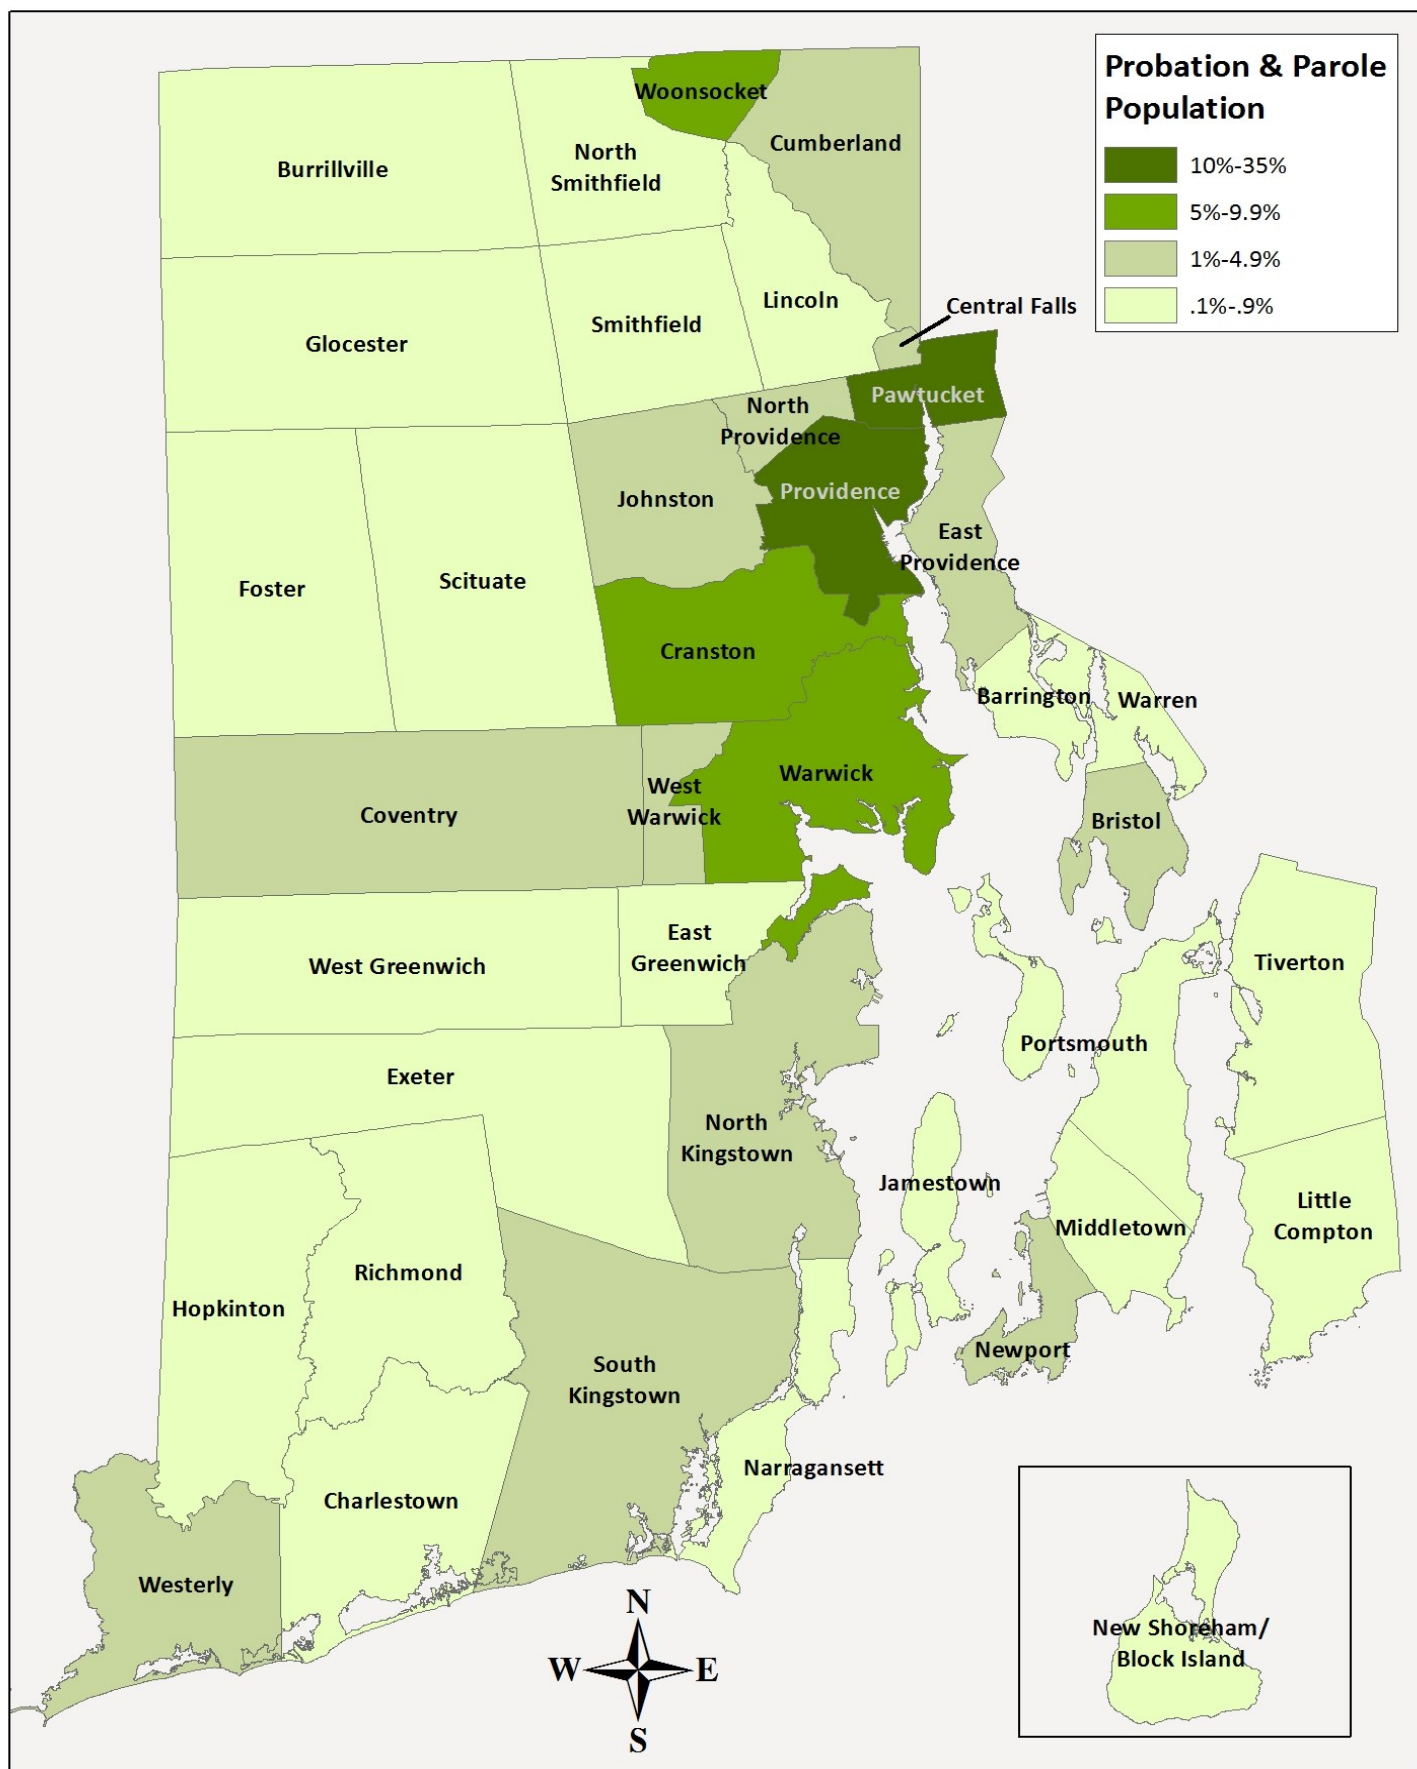 Probation & Parole
Population
10%-35%
5%-9.9%
1%-4.9%
.1%-.9%
Woonsocket
Cumberland
Burrillville
North
Smithfield
Lincoln
Central Falls
Smithfield
Glocester
Pawtucket
North
Providence
Providence
Johnston
East
Providence
Foster
Scituate
Cranston
Barrington
Warren
Warwick
West
Warwick
Coventry
Bristol
East
Greenwich
West Greenwich
Tiverton
Portsmouth
Exeter
North
Kingstown
Jamestown
Middletown
Little
Compton
Richmond
Hopkinton
Newport
South
Kingstown
Narragansett
Charlestown
Westerly
New Shoreham/
Block Island
N
W
E
S